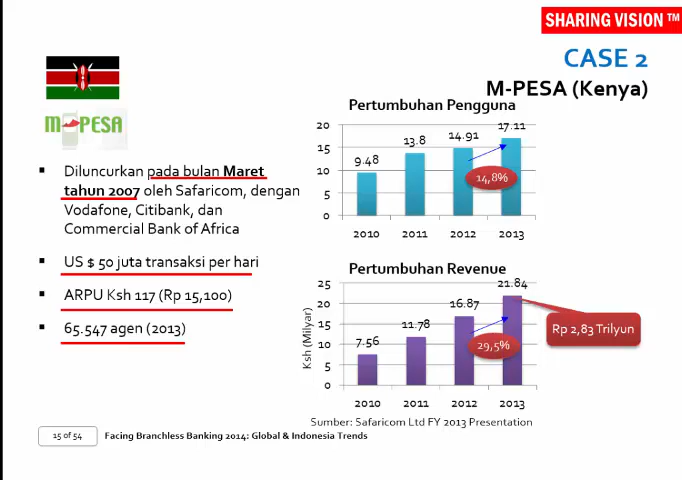 SHARING VISION ™
CASE 2
M-PESA (Kenya)
M-PESA
▪ Diluncurkan pada bulan Maret
tahun 2007 oleh Safaricom, dengan
Vodafone, Citibank, dan
Commercial Bank of Africa
▪ US $ 50 juta transaksi per hari
▪ ARPU Ksh 117 (Rp 15,100)
▪ 65.547 agen (2013)
Pertumbuhan Pengguna
20
15
10
5
0
9.48
13.8
14.91
17.11
14,8%
2010 2011 2012 2013
Pertumbuhan Revenue
Ksh (Milyar)
25
20
15
10
5
0
7.56
11.78
16.87
21.84
29,5%
Rp 2,83 Trilyun
2010 2011 2012 2013
Sumber: Safaricom Ltd FY 2013 Presentation
15 of 54 Facing Branchless Banking 2014: Global & Indonesia Trends